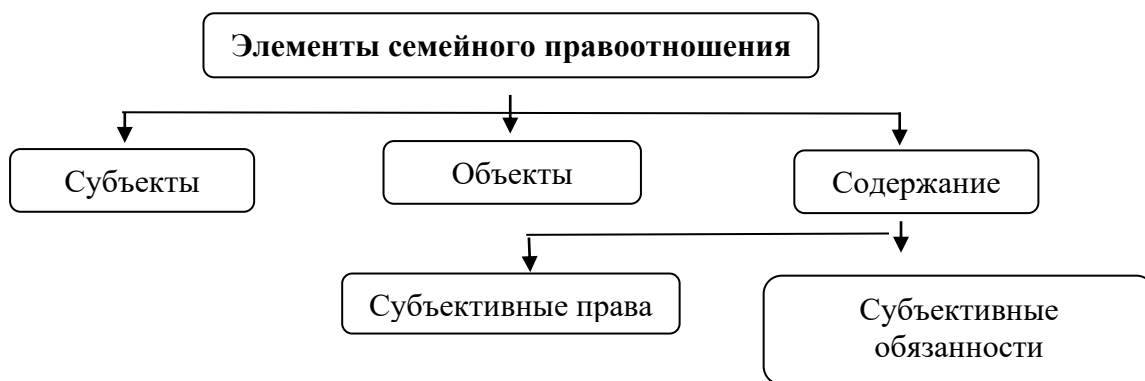 Элементы семейного правоотношения
Субъекты
Объекты
Содержание
Субъективные права
Субъективные
обязанности